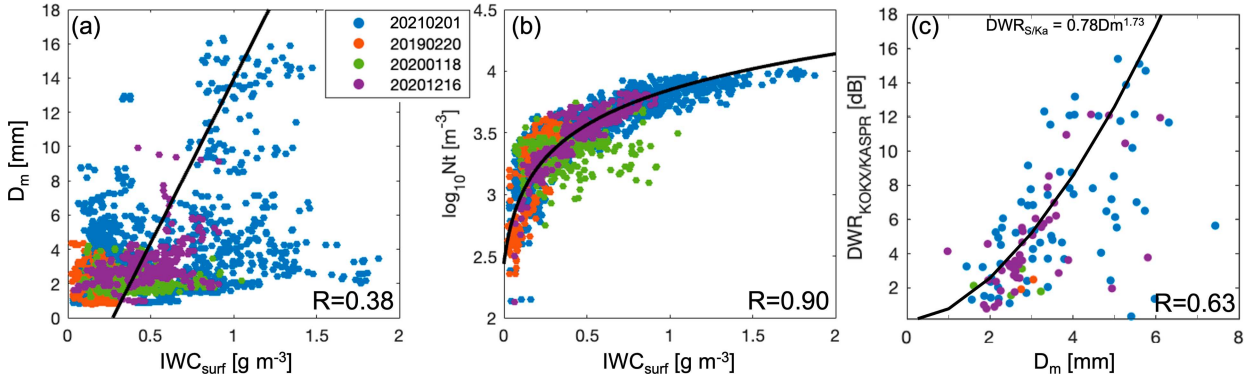 (a)
18
16
14
12
10
8
6
4
2
0
D_m [mm]
0 0.5 1 1.5 2
IWC_surf [g m⁻³]
R=0.38
20210201
20190220
20200118
20201216
(b)
4.5
4
3.5
3
2.5
2
log₁₀Nt [m⁻³]
0 0.5 1 1.5 2
IWC_surf [g m⁻³]
R=0.90
(c)
DWR_S/Ka = 0.78Dm¹·⁷³
18
16
14
12
10
8
6
4
2
DWR_KOKX/KASPR [dB]
0 2 4 6 8
D_m [mm]
R=0.63